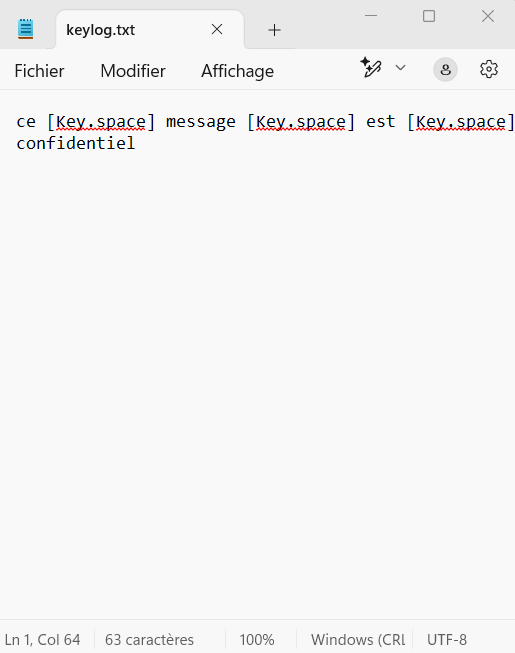 keylog.txt
Fichier Modifier Affichage
ce [Key.space] message [Key.space] est [Key.space]
confidentiel
Ln 1, Col 64 63 caractères 100% Windows (CRL UTF-8